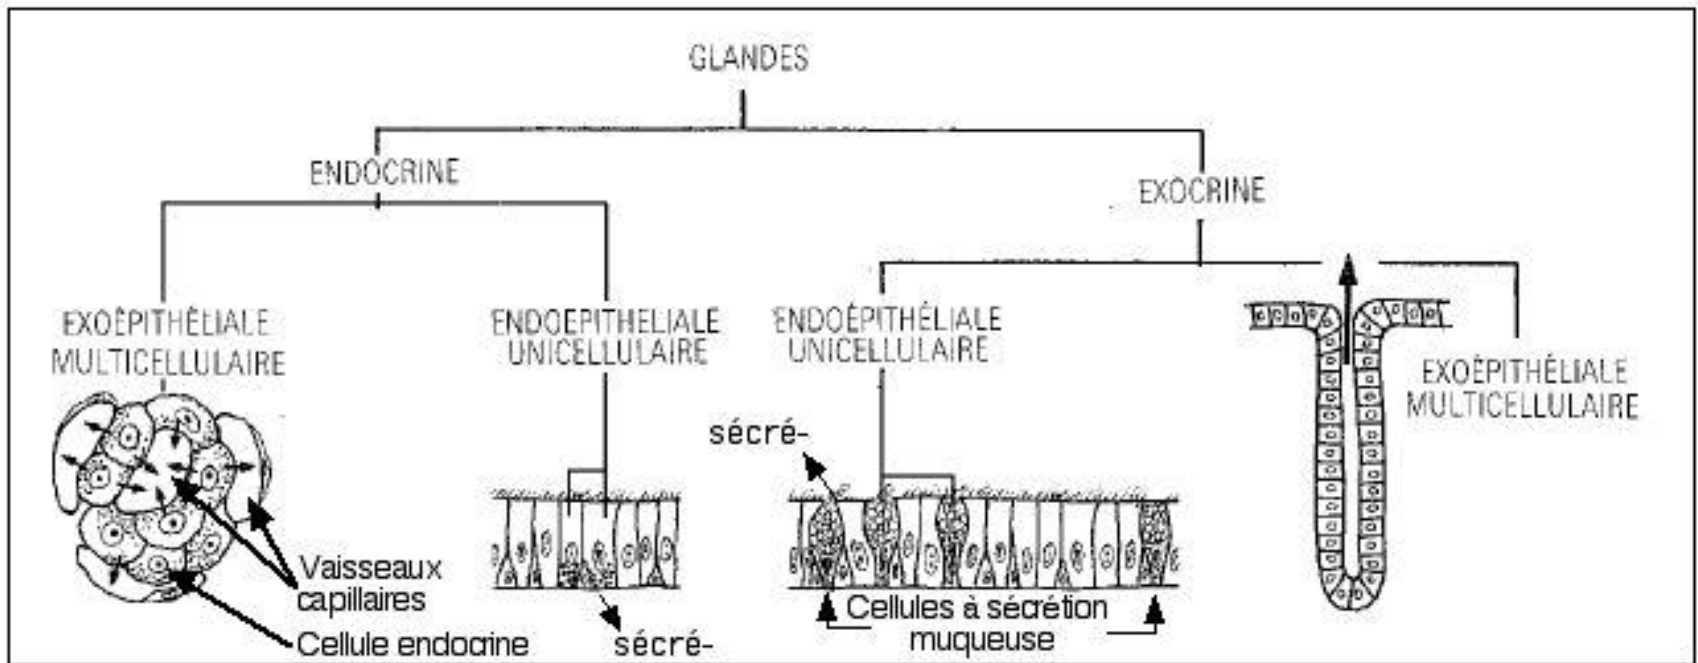 GLANDES
ENDOCRINE
EXOCRINE
EXOÉPITHÉLIALE
MULTICELLULAIRE
ENDOEPITHELIALE
UNICELLULAIRE
ENDOÉPITHÉLIALE
UNICELLULAIRE
EXOÉPITHÉLIALE
MULTICELLULAIRE
sécré-
Vaisseaux
capillaires
Cellule endocrine
sécré-
Cellules à sécrétion
muqueuse